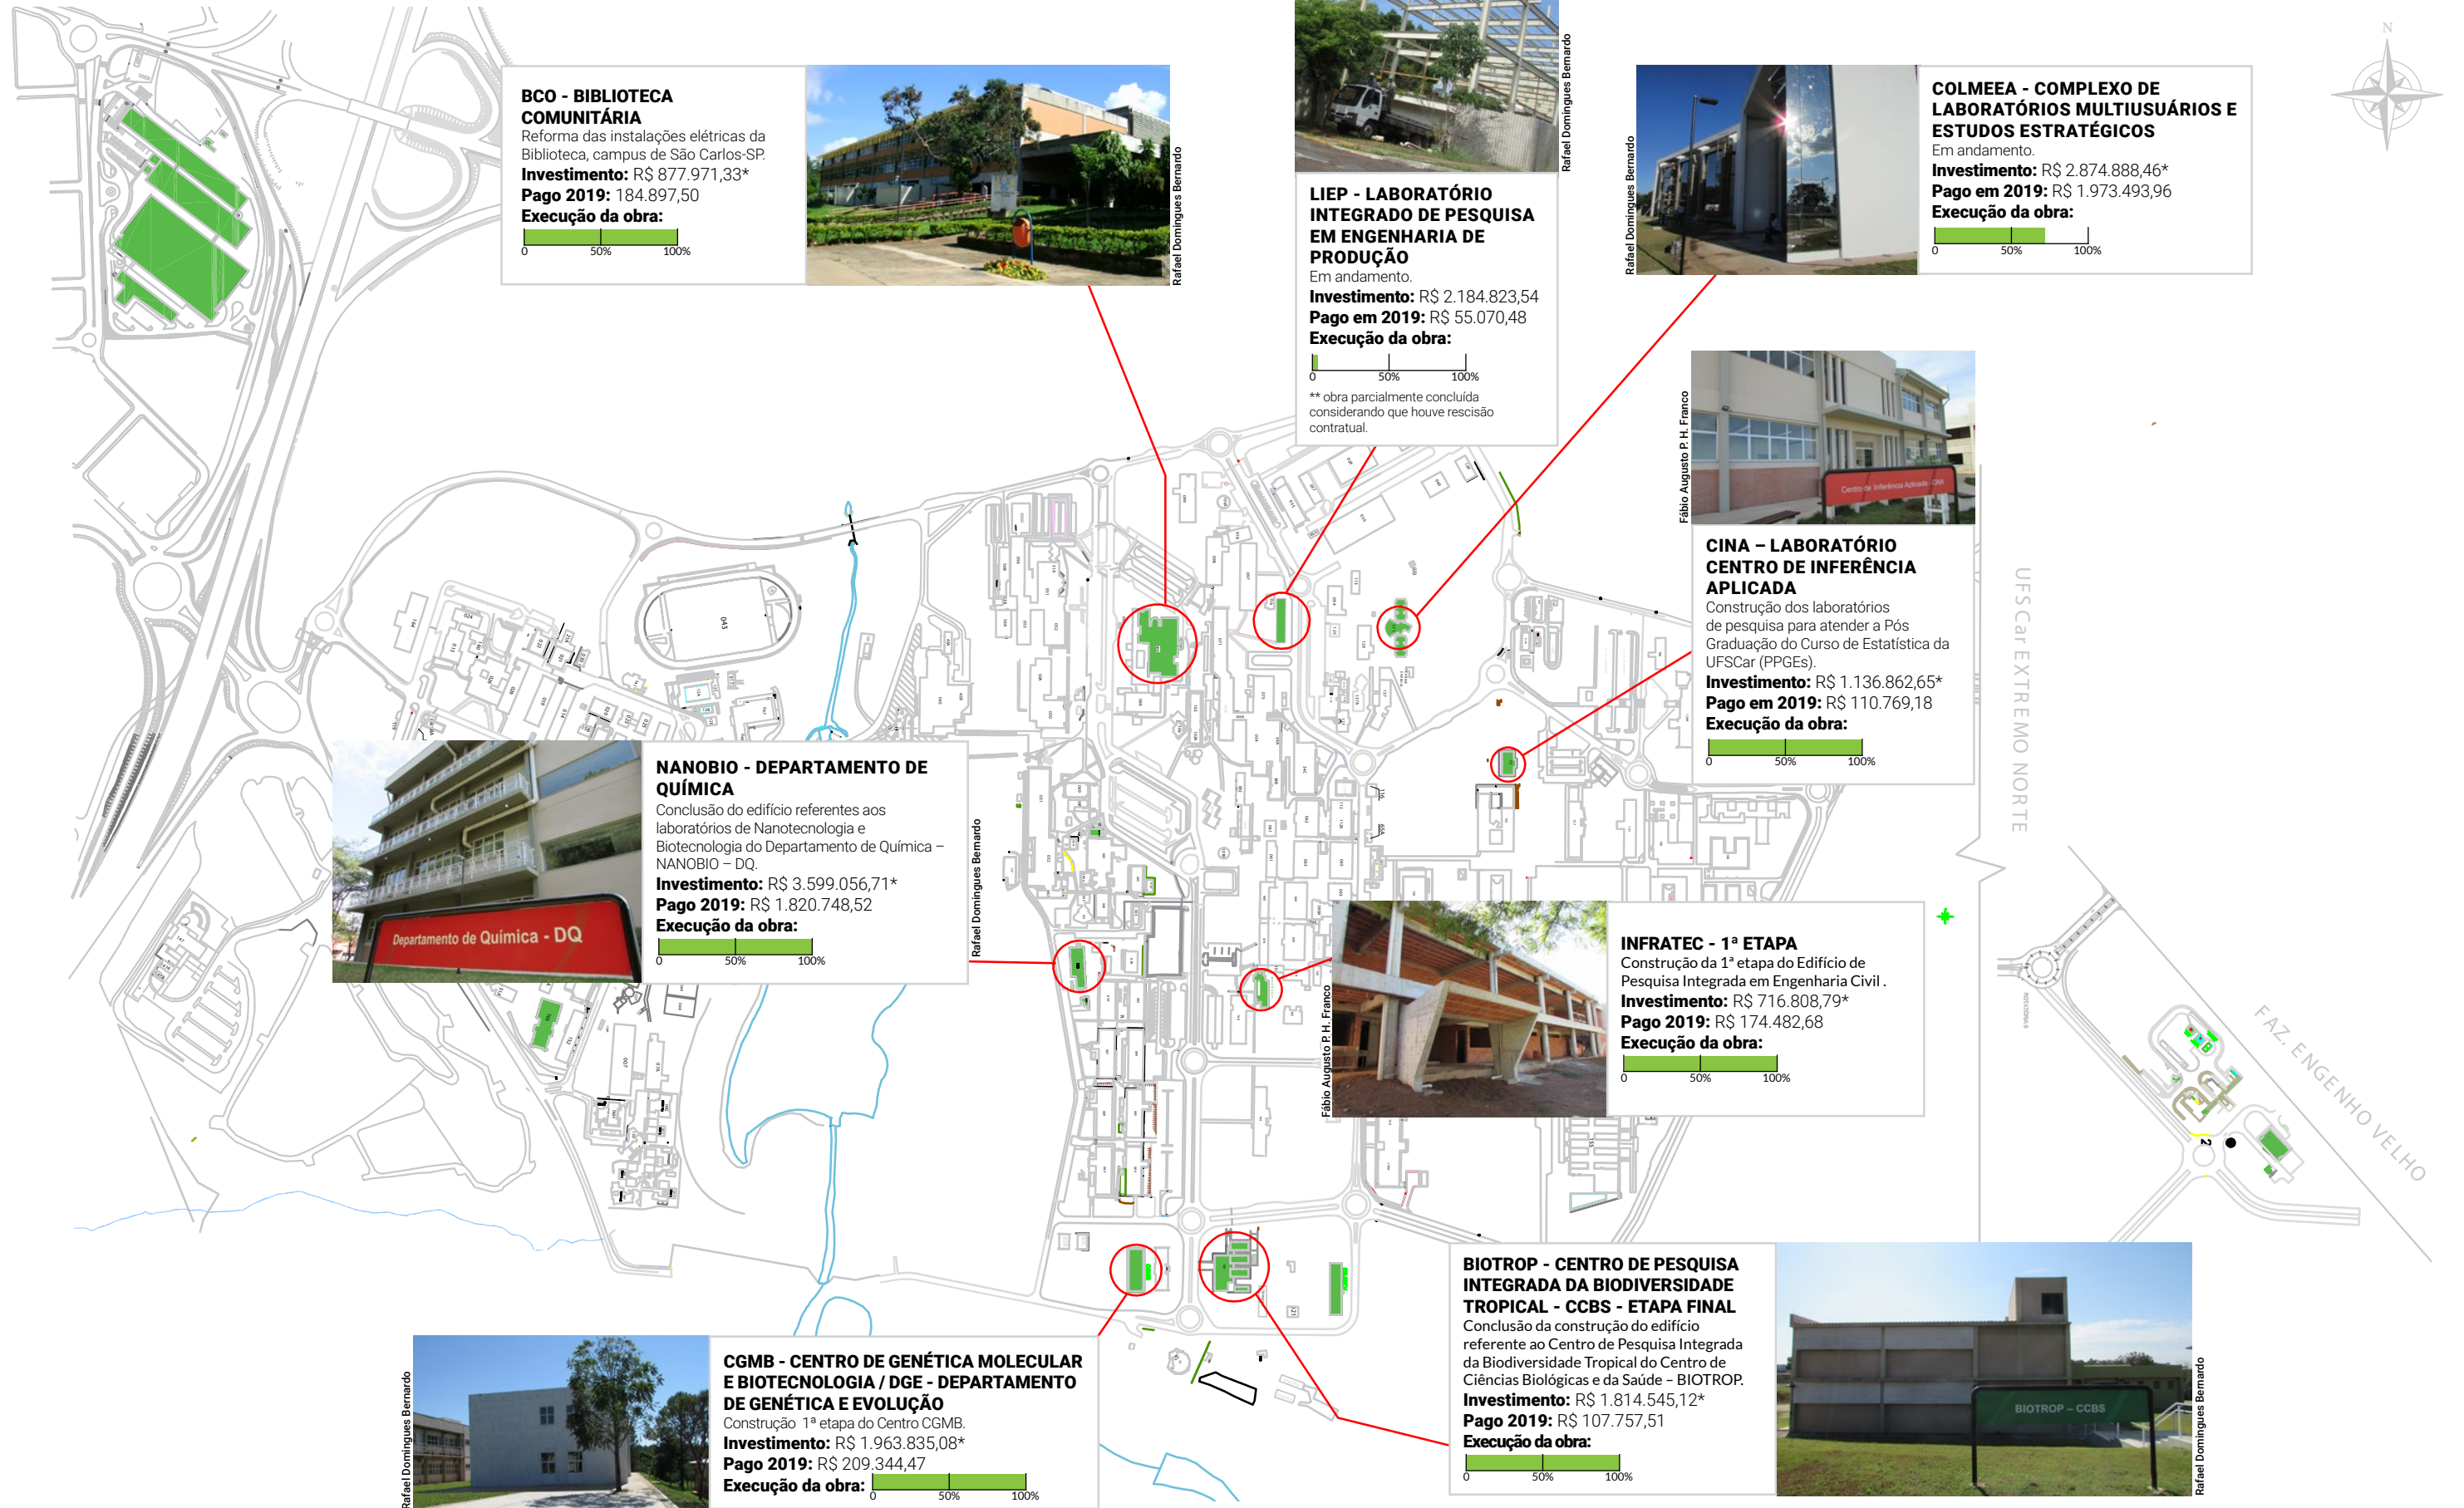 BCO - BIBLIOTECA
COMUNITÁRIA
Reforma das instalações elétricas da
Biblioteca, campus de São Carlos-SP.
Investimento: R$ 877.971,33*
Pago 2019: 184.897,50
Execução da obra:
0 50% 100%
Rafael Domingues Bernardo
Rafael Domingues Bernardo
LIEP - LABORATÓRIO
INTEGRADO DE PESQUISA
EM ENGENHARIA DE
PRODUÇÃO
Em andamento.
Investimento: R$ 2.184.823,54
Pago em 2019: R$ 55.070,48
Execução da obra:
0 50% 100%
** obra parcialmente concluída
considerando que houve rescisão
contratual.
Rafael Domingues Bernardo
COLMEEA - COMPLEXO DE
LABORATÓRIOS MULTIUSUÁRIOS E
ESTUDOS ESTRATÉGICOS
Em andamento.
Investimento: R$ 2.874.888,46*
Pago em 2019: R$ 1.973.493,96
Execução da obra:
0 50% 100%
N
Fábio Augusto P. H. Franco
Centro de Inferência Aplicada - CINA
CINA – LABORATÓRIO
CENTRO DE INFERÊNCIA
APLICADA
Construção dos laboratórios
de pesquisa para atender a Pós
Graduação do Curso de Estatística da
UFSCar (PPGEs).
Investimento: R$ 1.136.862,65*
Pago em 2019: R$ 110.769,18
Execução da obra:
0 50% 100%
UFSCar EXTREMO NORTE
043
Departamento de Química - DQ
NANOBIO - DEPARTAMENTO DE
QUÍMICA
Conclusão do edifício referentes aos
laboratórios de Nanotecnologia e
Biotecnologia do Departamento de Química –
NANOBIO – DQ.
Investimento: R$ 3.599.056,71*
Pago 2019: R$ 1.820.748,52
Execução da obra:
0 50% 100%
Rafael Domingues Bernardo
Fábio Augusto P. H. Franco
INFRATEC - 1ª ETAPA
Construção da 1ª etapa do Edifício de
Pesquisa Integrada em Engenharia Civil .
Investimento: R$ 716.808,79*
Pago 2019: R$ 174.482,68
Execução da obra:
0 50% 100%
FAZ. ENGENHO VELHO
2
BIOTROP - CENTRO DE PESQUISA
INTEGRADA DA BIODIVERSIDADE
TROPICAL - CCBS - ETAPA FINAL
Conclusão da construção do edifício
referente ao Centro de Pesquisa Integrada
da Biodiversidade Tropical do Centro de
Ciências Biológicas e da Saúde – BIOTROP.
Investimento: R$ 1.814.545,12*
Pago 2019: R$ 107.757,51
Execução da obra:
0 50% 100%
BIOTROP – CCBS
Rafael Domingues Bernardo
Rafael Domingues Bernardo
CGMB - CENTRO DE GENÉTICA MOLECULAR
E BIOTECNOLOGIA / DGE - DEPARTAMENTO
DE GENÉTICA E EVOLUÇÃO
Construção 1ª etapa do Centro CGMB.
Investimento: R$ 1.963.835,08*
Pago 2019: R$ 209.344,47
Execução da obra:
0 50% 100%